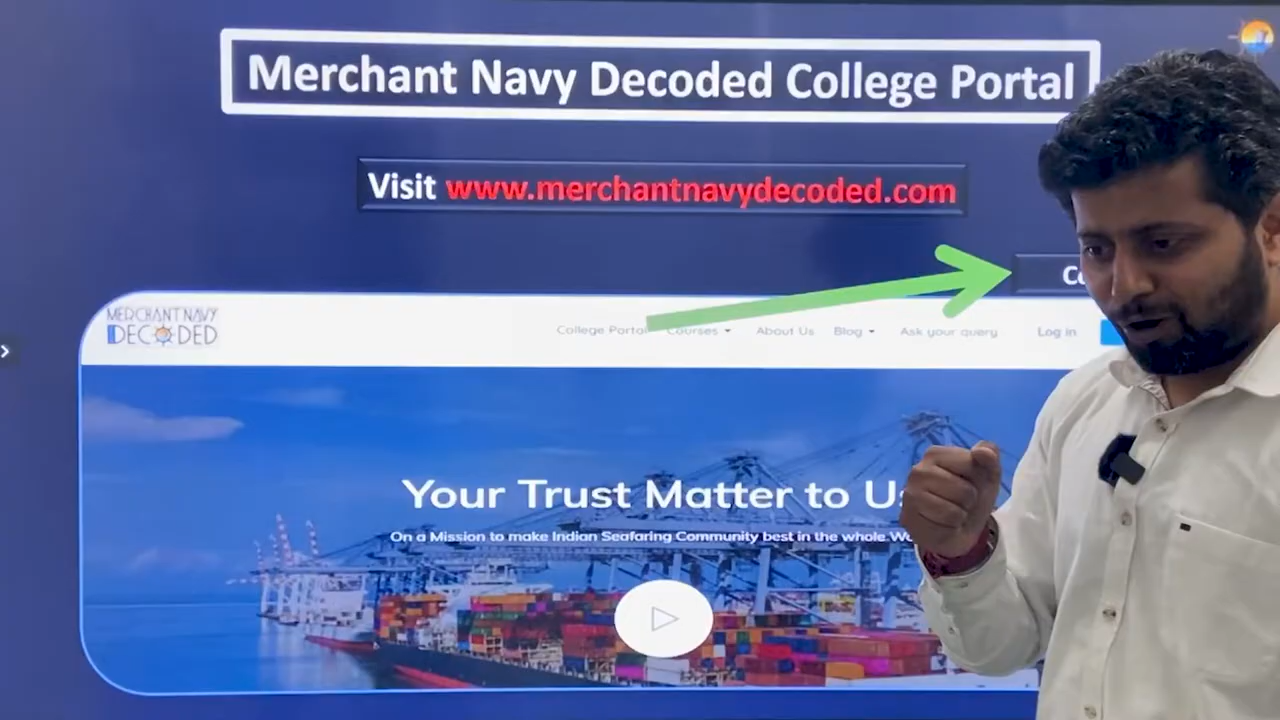 Merchant Navy Decoded College Portal
Visit www.merchantnavydecoded.com
MERCHANT NAVY
DECODED
College Portal Courses About Us Blog Ask your query Log in
Your Trust Matter to
On a Mission to make Indian Seafaring Community best in the whole